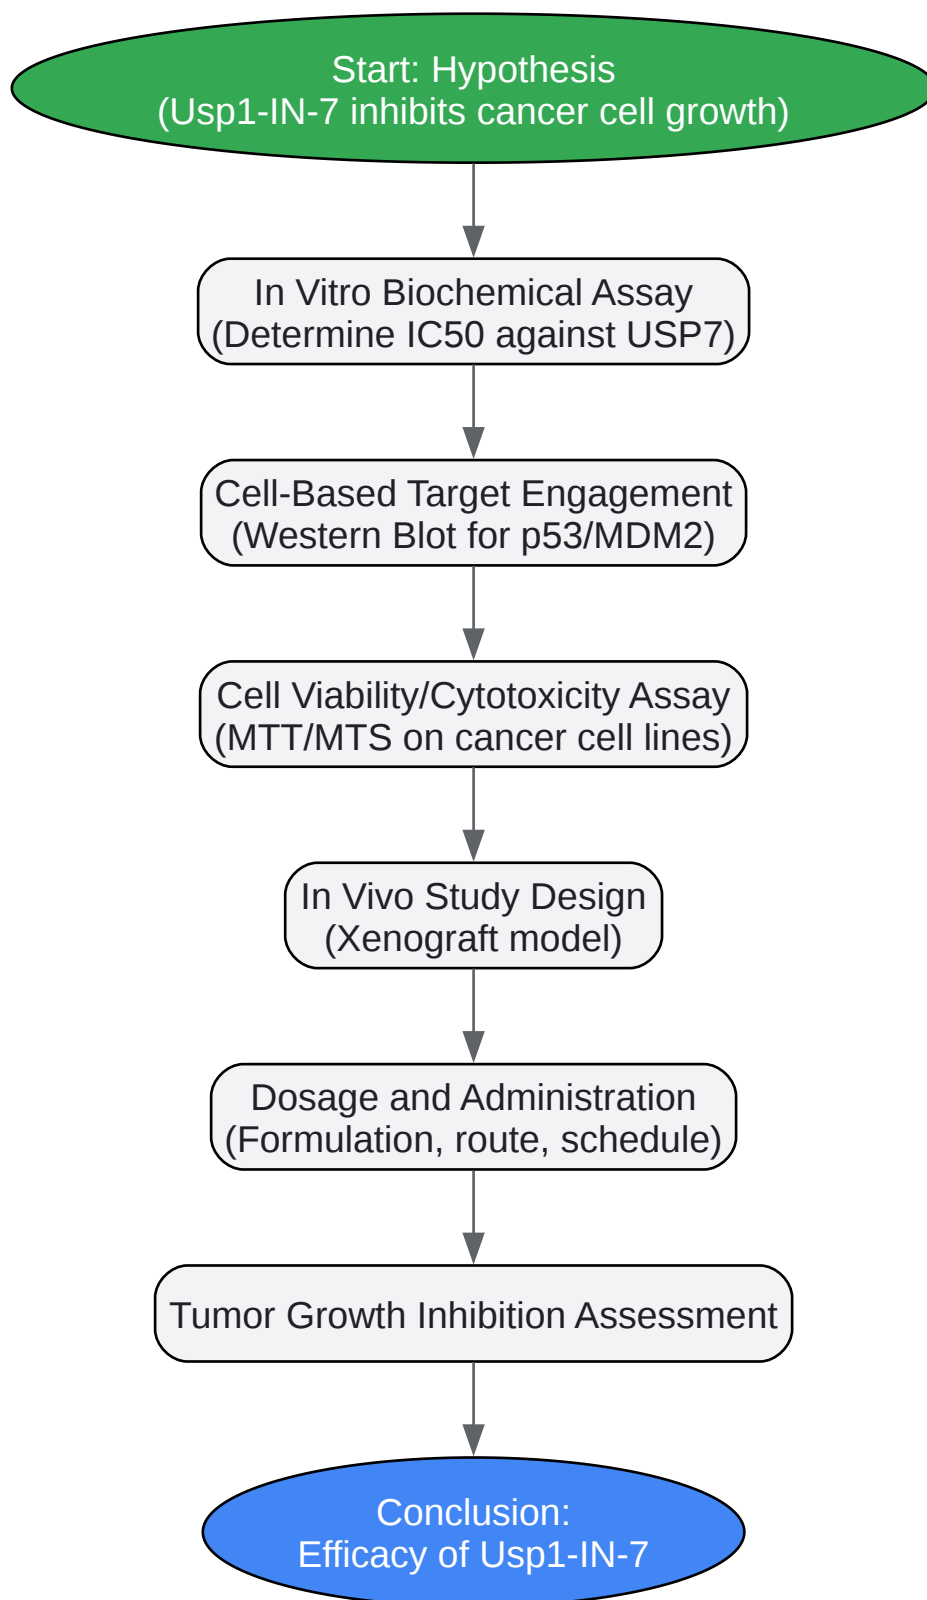 Start: Hypothesis
(Usp1-IN-7 inhibits cancer cell growth)
In Vitro Biochemical Assay
(Determine IC50 against USP7)
Cell-Based Target Engagement
(Western Blot for p53/MDM2)
Cell Viability/Cytotoxicity Assay
(MTT/MTS on cancer cell lines)
In Vivo Study Design
(Xenograft model)
Dosage and Administration
(Formulation, route, schedule)
Tumor Growth Inhibition Assessment
Conclusion:
Efficacy of Usp1-IN-7